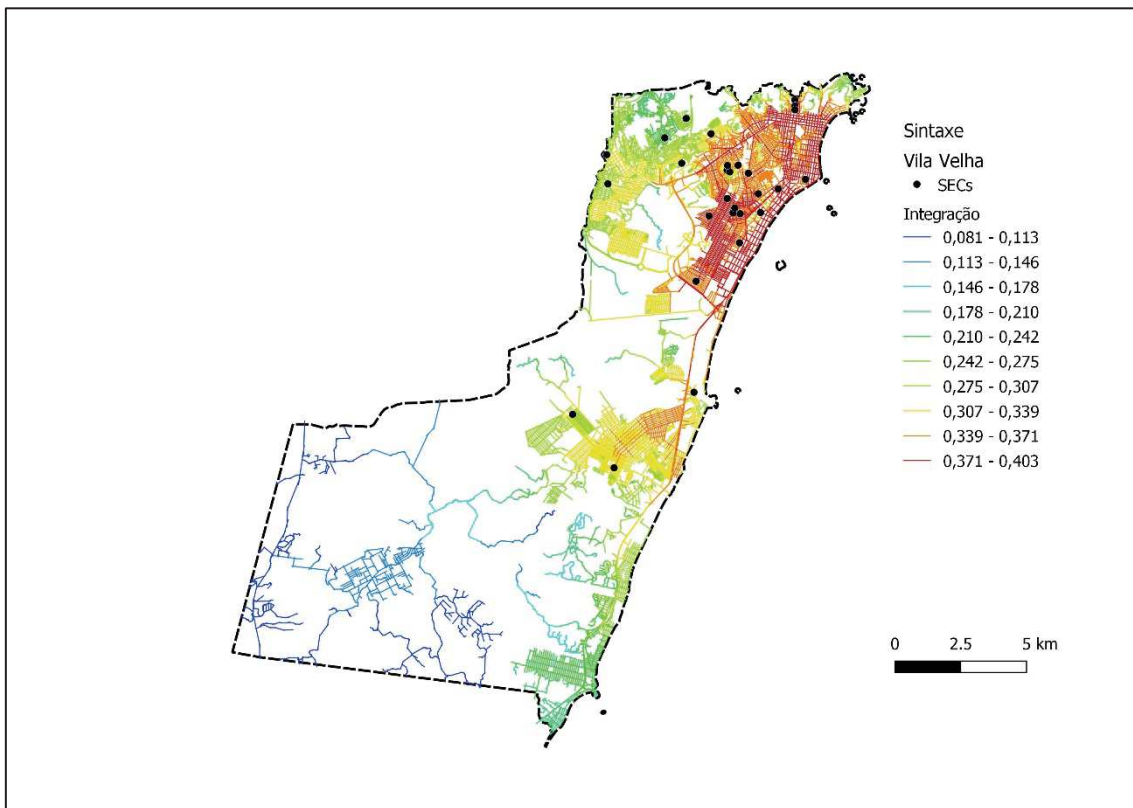 Sintaxe
Vila Velha
SECs
Integração
0,081 - 0,113
0,113 - 0,146
0,146 - 0,178
0,178 - 0,210
0,210 - 0,242
0,242 - 0,275
0,275 - 0,307
0,307 - 0,339
0,339 - 0,371
0,371 - 0,403
0 2.5 5 km